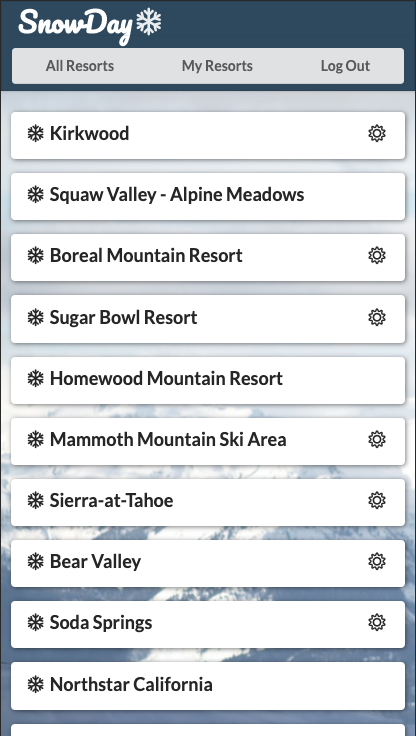 SnowDay
All Resorts My Resorts Log Out
Kirkwood
Squaw Valley - Alpine Meadows
Boreal Mountain Resort
Sugar Bowl Resort
Homewood Mountain Resort
Mammoth Mountain Ski Area
Sierra-at-Tahoe
Bear Valley
Soda Springs
Northstar California